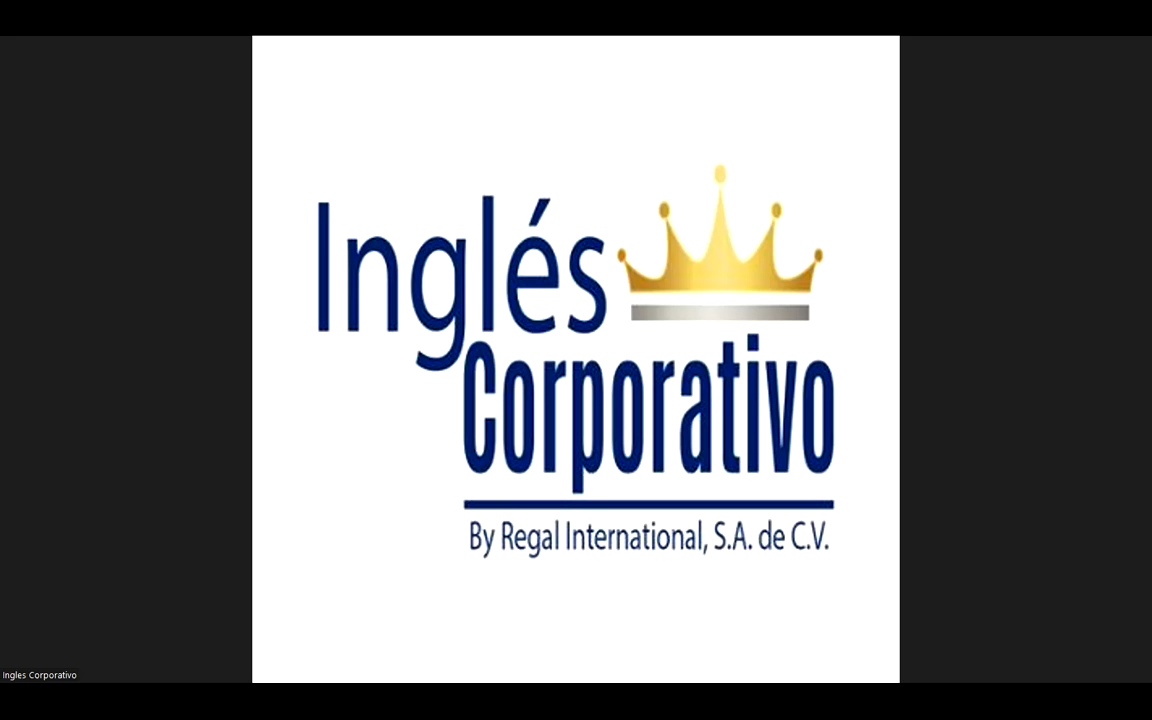 Inglés
Corporativo
By Regal International, S.A. de C.V.
Ingles Corporativo